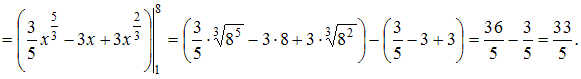 = (3/5 x^(5/3) − 3x + 3x^(2/3)) |₁⁸ = (3/5 · ∛8⁵ − 3 · 8 + 3 · ∛8²) − (3/5 − 3 + 3) = 36/5 − 3/5 = 33/5.